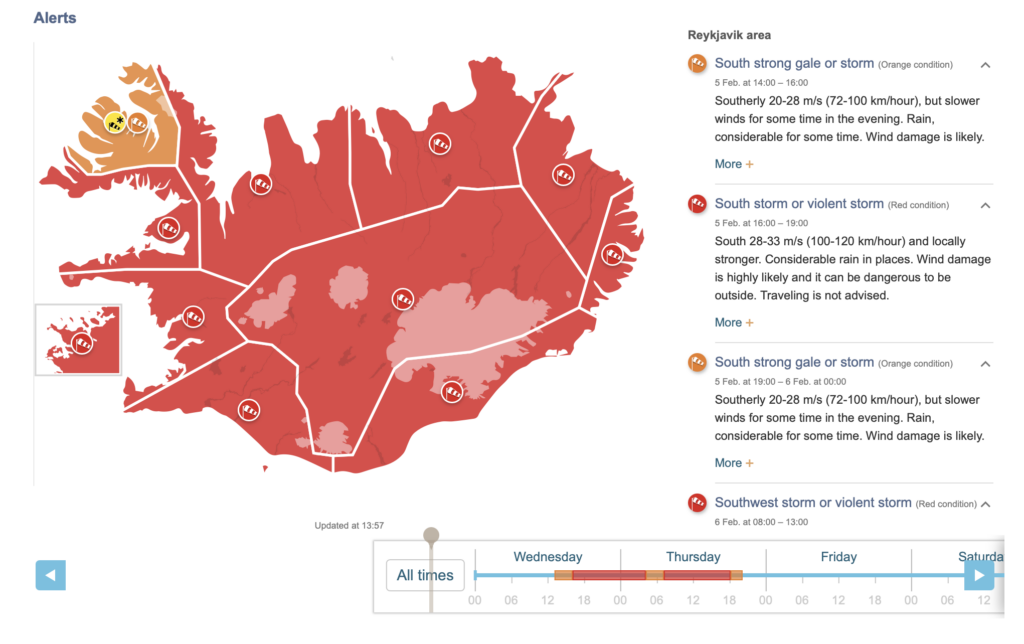 Alerts
Reykjavik area
South strong gale or storm (Orange condition)
5 Feb. at 14:00 – 16:00
Southerly 20-28 m/s (72-100 km/hour), but slower
winds for some time in the evening. Rain,
considerable for some time. Wind damage is likely.
More +
South storm or violent storm (Red condition)
5 Feb. at 16:00 – 19:00
South 28-33 m/s (100-120 km/hour) and locally
stronger. Considerable rain in places. Wind damage
is highly likely and it can be dangerous to be
outside. Traveling is not advised.
More +
South strong gale or storm (Orange condition)
5 Feb. at 19:00 – 6 Feb. at 00:00
Southerly 20-28 m/s (72-100 km/hour), but slower
winds for some time in the evening. Rain,
considerable for some time. Wind damage is likely.
More +
Southwest storm or violent storm (Red condition)
6 Feb. at 08:00 – 13:00
Updated at 13:57
Wednesday Thursday Friday Saturda
All times
00 06 12 18 00 06 12 18 00 06 12 18 00 06 12